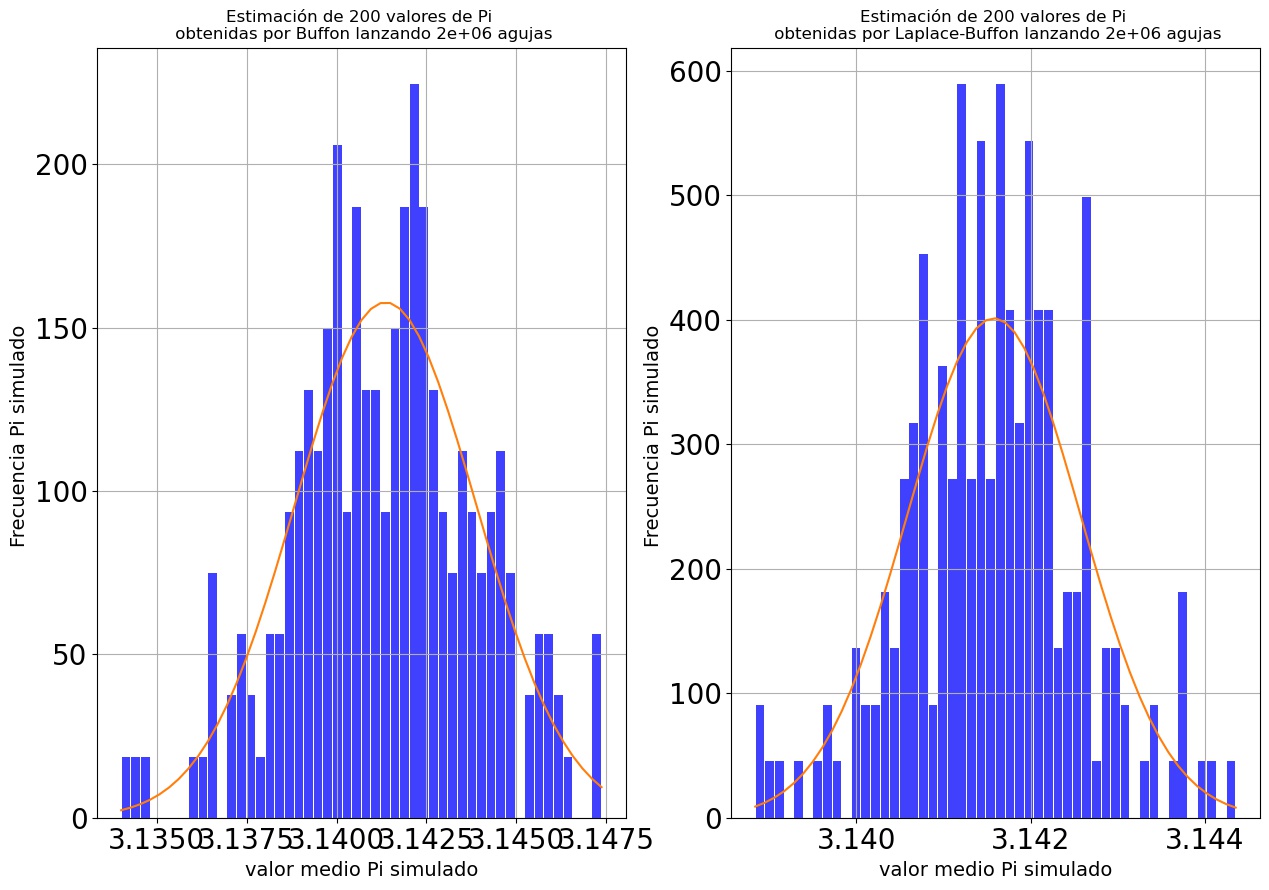 Estimación de 200 valores de Pi
obtenidas por Buffon lanzando 2e+06 agujas
Frecuencia Pi simulado
200
150
100
50
0
3.1350 3.1375 3.1400 3.1425 3.1450 3.1475
valor medio Pi simulado
Estimación de 200 valores de Pi
obtenidas por Laplace-Buffon lanzando 2e+06 agujas
Frecuencia Pi simulado
600
500
400
300
200
100
0
3.140 3.142 3.144
valor medio Pi simulado